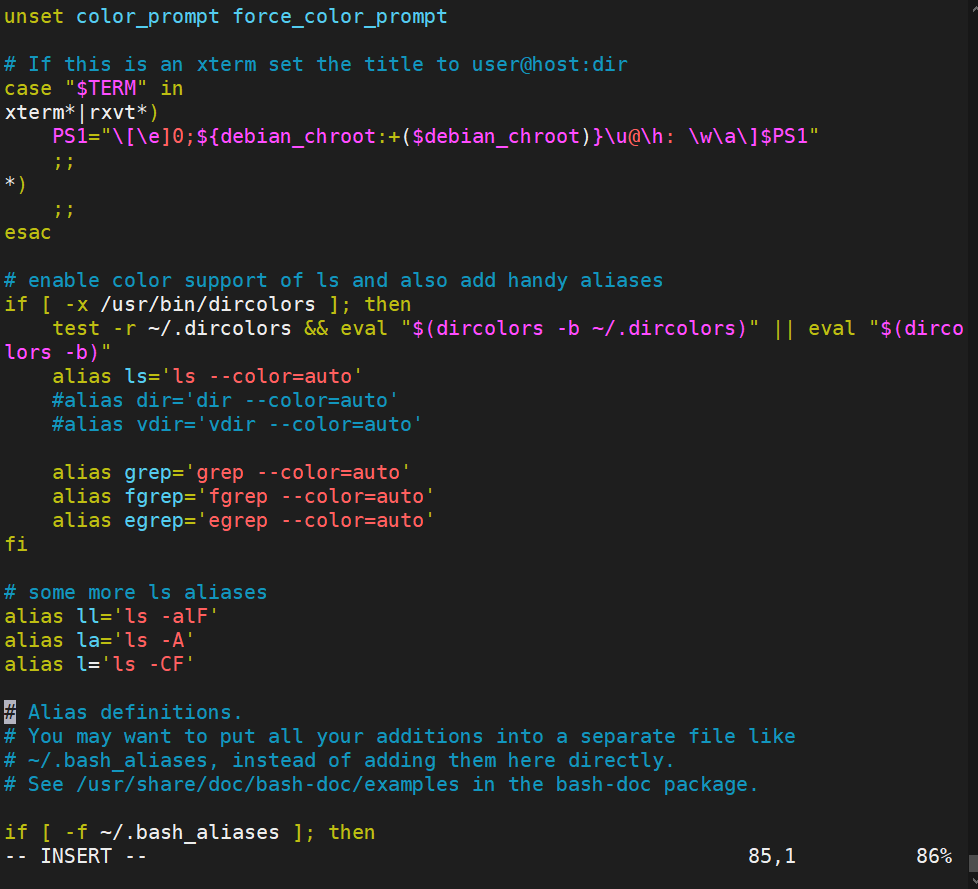 unset color_prompt force_color_prompt

# If this is an xterm set the title to user@host:dir
case "$TERM" in
xterm*|rxvt*)
    PS1="\[\e]0;${debian_chroot:+($debian_chroot)}\u@\h: \w\a\]$PS1"
    ;;
*)
    ;;
esac

# enable color support of ls and also add handy aliases
if [ -x /usr/bin/dircolors ]; then
    test -r ~/.dircolors && eval "$(dircolors -b ~/.dircolors)" || eval "$(dirco
lors -b)"
    alias ls='ls --color=auto'
    #alias dir='dir --color=auto'
    #alias vdir='vdir --color=auto'

    alias grep='grep --color=auto'
    alias fgrep='fgrep --color=auto'
    alias egrep='egrep --color=auto'
fi

# some more ls aliases
alias ll='ls -alF'
alias la='ls -A'
alias l='ls -CF'

# Alias definitions.
# You may want to put all your additions into a separate file like
# ~/.bash_aliases, instead of adding them here directly.
# See /usr/share/doc/bash-doc/examples in the bash-doc package.

if [ -f ~/.bash_aliases ]; then
-- INSERT --                                                  85,1          86%